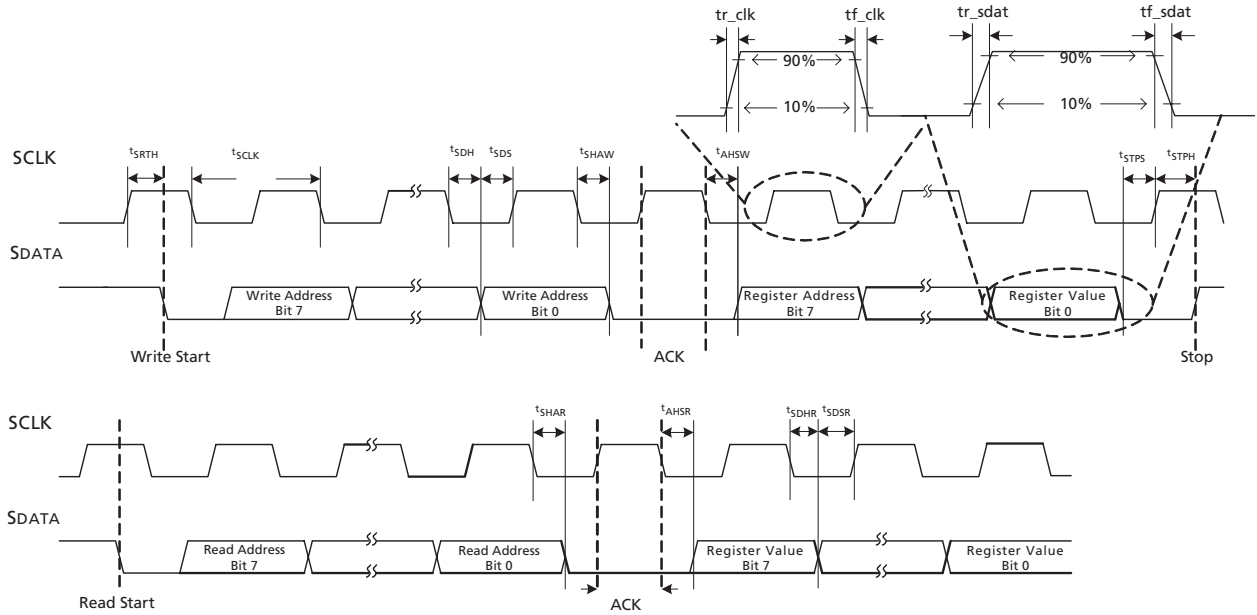 tr_clk
tf_clk
tr_sdat
tf_sdat
90%
90%
10%
10%
SCLK
tSRTH
tSCLK
tSDH
tSDS
tSHAW
tAHSW
tSTPS
tSTPH
SDATA
Write Address
Bit 7
Write Address
Bit 0
Register Address
Bit 7
Register Value
Bit 0
Write Start
ACK
Stop
SCLK
tSHAR
tAHSR
tSDHR
tSDSR
SDATA
Read Address
Bit 7
Read Address
Bit 0
Register Value
Bit 7
Register Value
Bit 0
Read Start
ACK